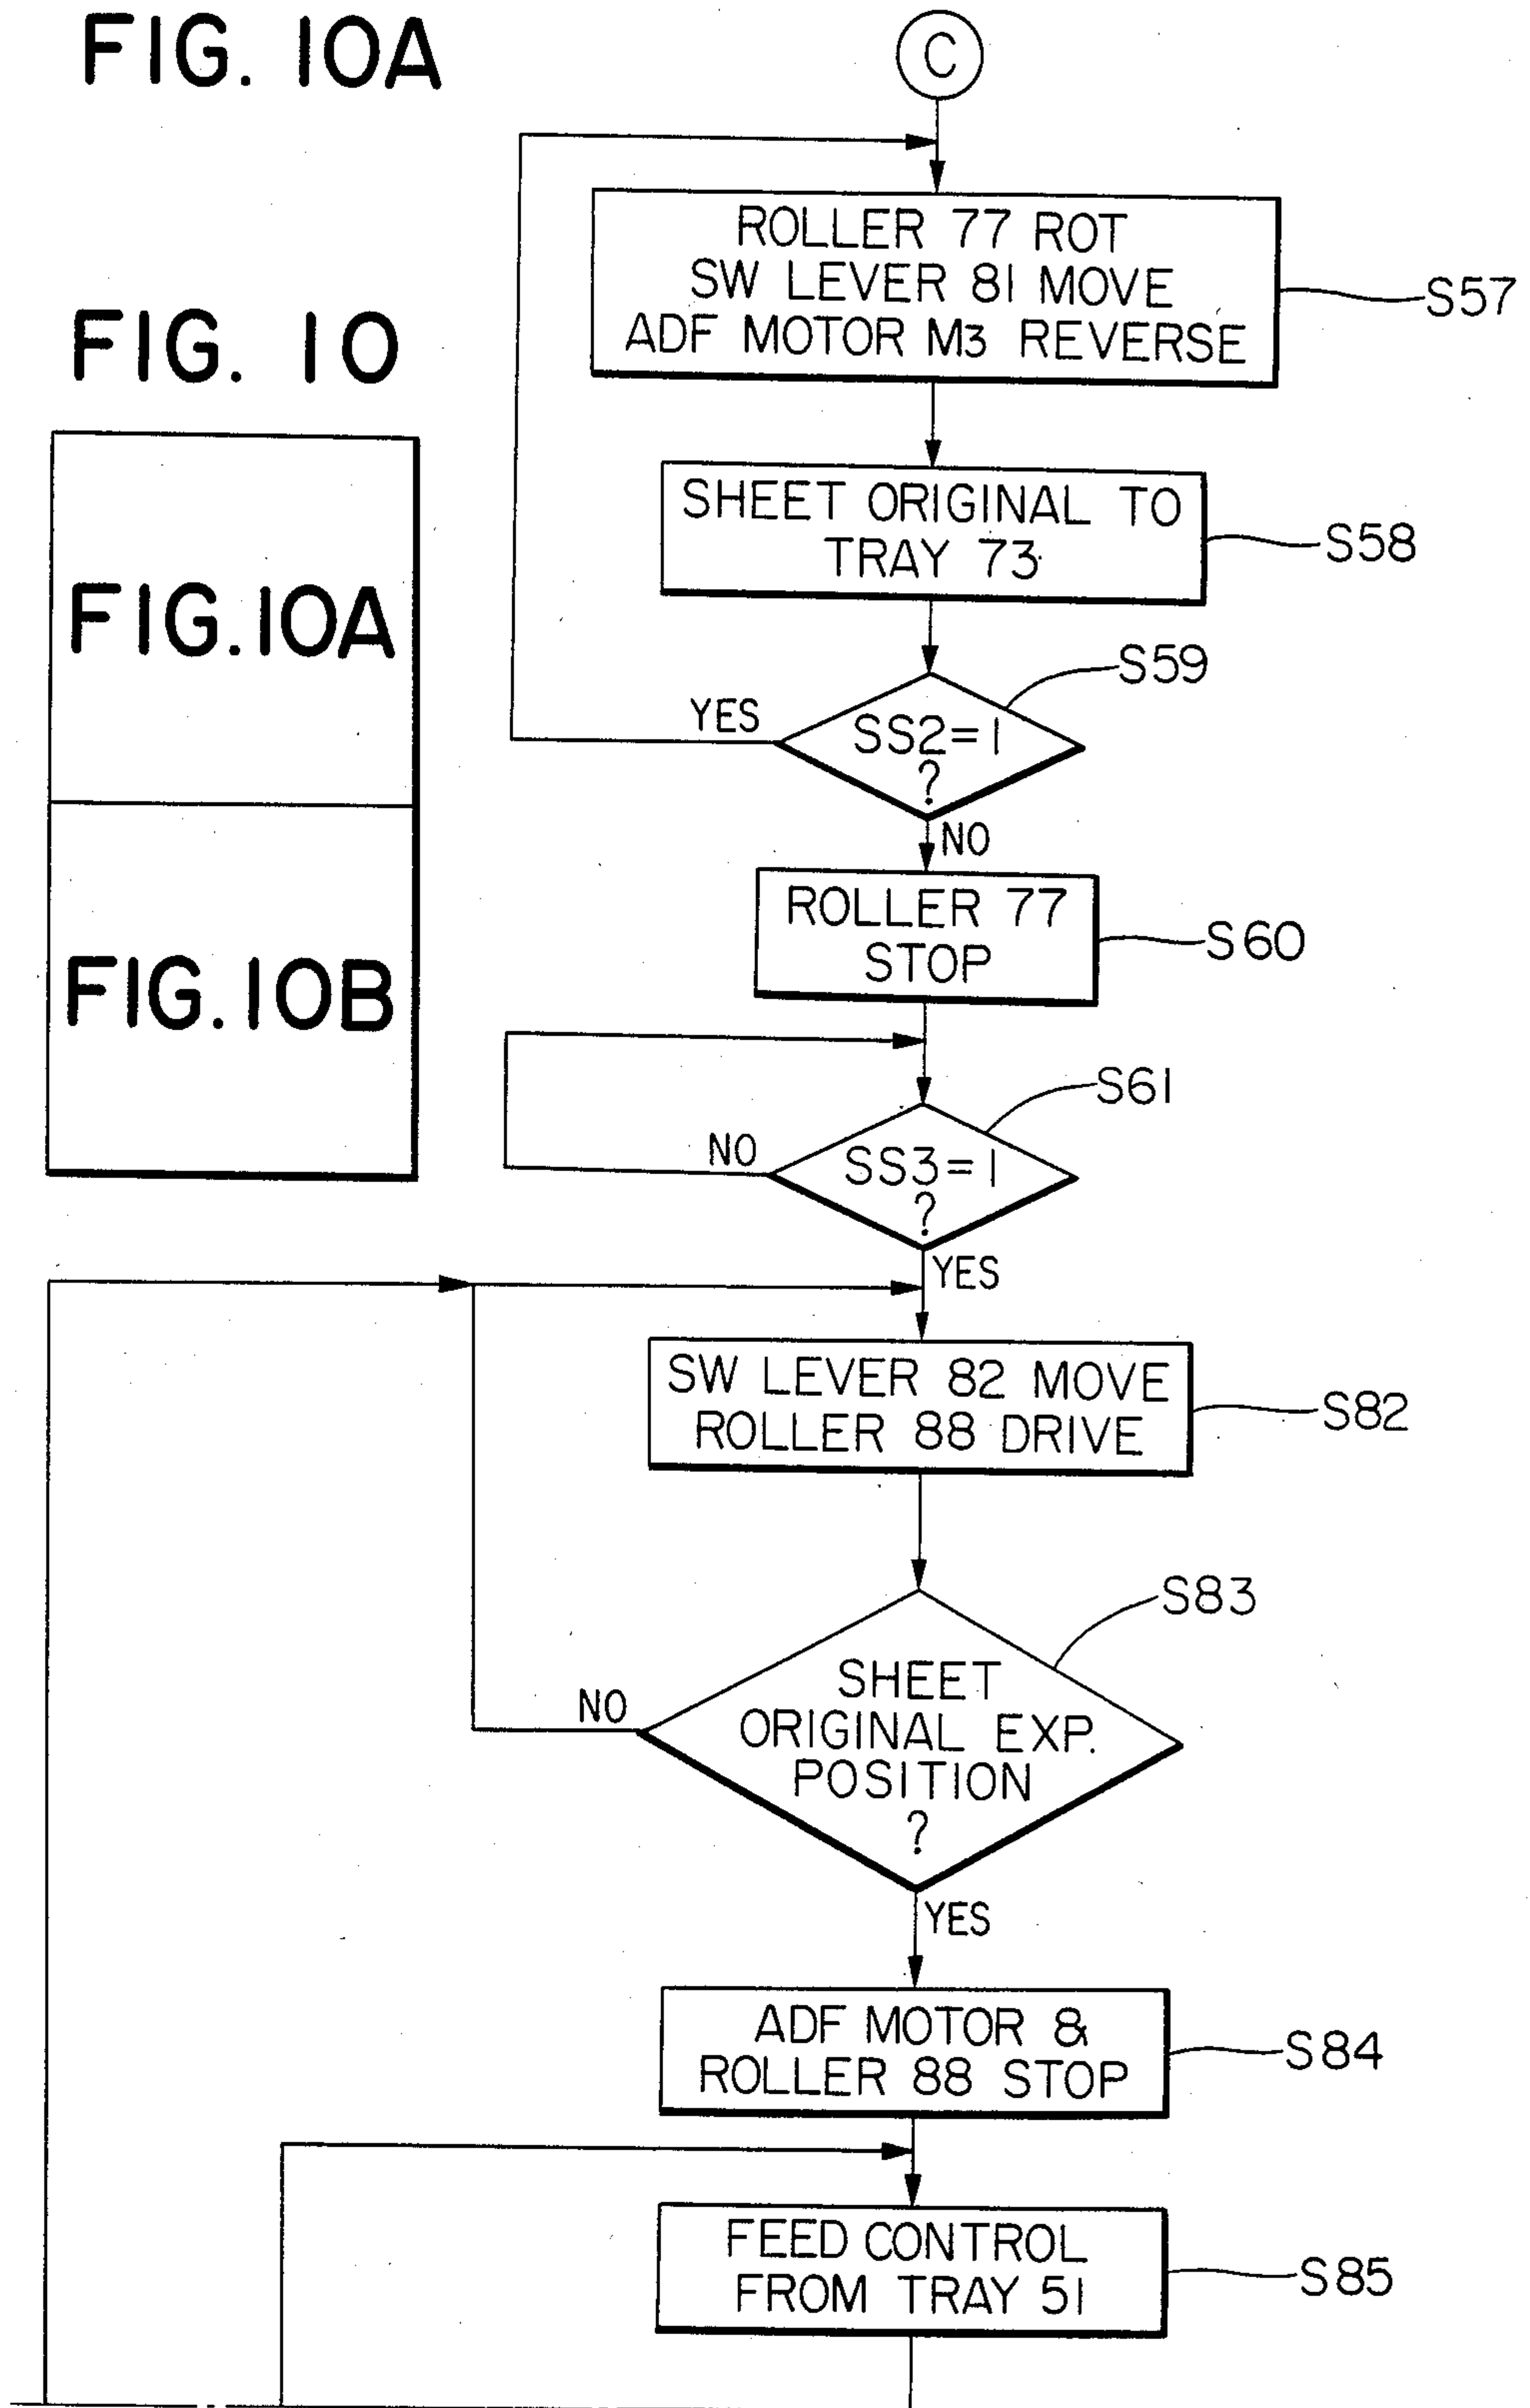 FIG. 10A
C
ROLLER 77 ROT
SW LEVER 81 MOVE
ADF MOTOR M3 REVERSE
S57
FIG. 10
FIG. 10A
FIG. 10B
SHEET ORIGINAL TO
TRAY 73
S58
S59
YES
SS2=1
?
NO
ROLLER 77
STOP
S60
S61
NO
SS3=1
?
YES
SW LEVER 82 MOVE
ROLLER 88 DRIVE
S82
S83
NO
SHEET
ORIGINAL EXP.
POSITION
?
YES
ADF MOTOR &
ROLLER 88 STOP
S84
FEED CONTROL
FROM TRAY 51
S85